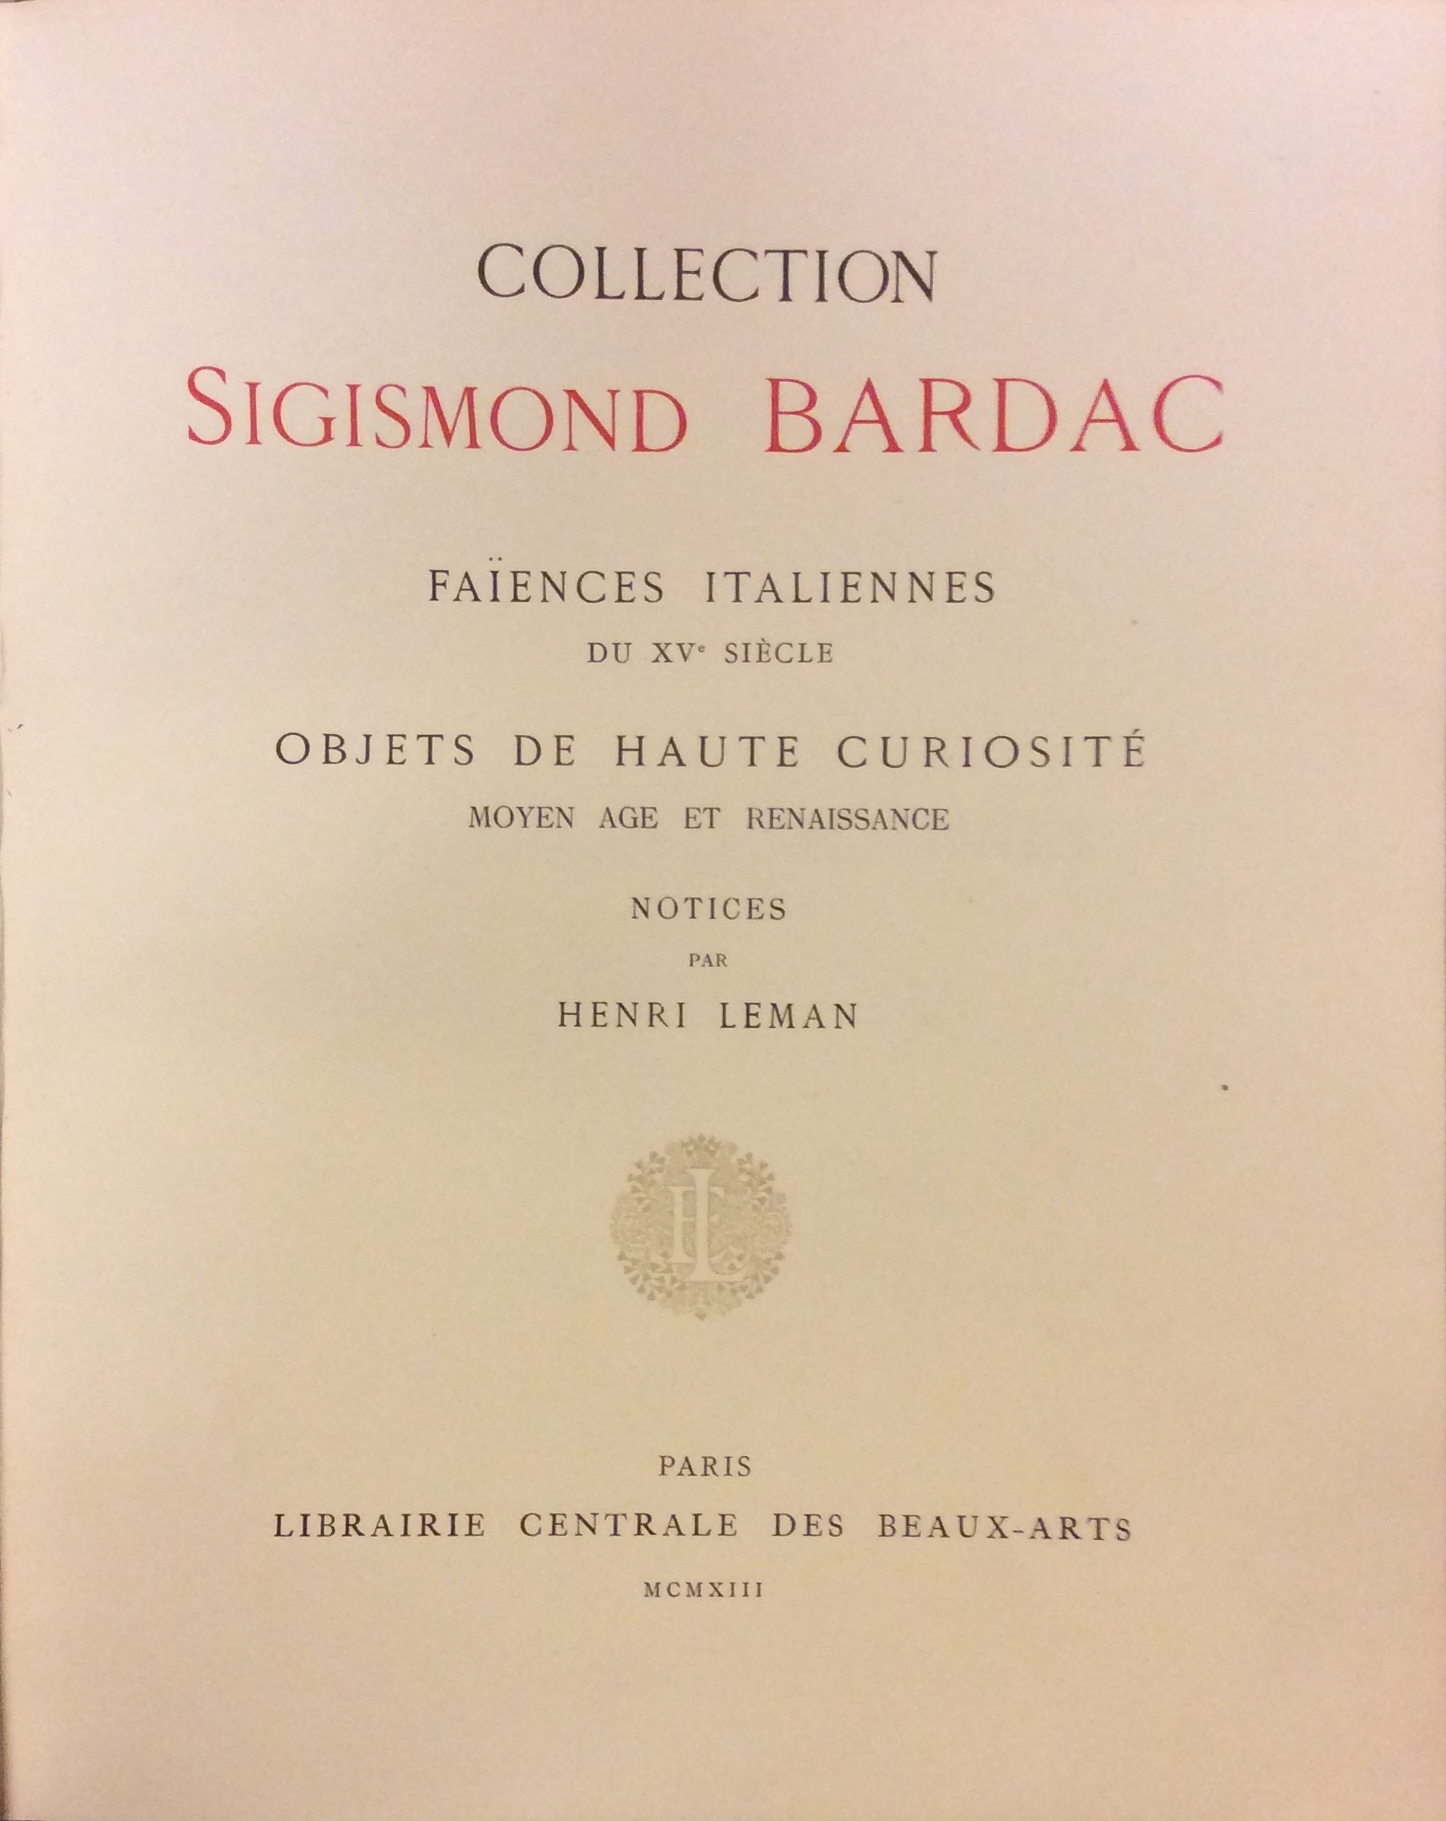 COLLECTION
SIGISMOND BARDAC
FAÏENCES ITALIENNES
DU XVe SIÈCLE
OBJETS DE HAUTE CURIOSITÉ
MOYEN AGE ET RENAISSANCE
NOTICES
PAR
HENRI LEMAN
HL
PARIS
LIBRAIRIE CENTRALE DES BEAUX-ARTS
MCMXIII